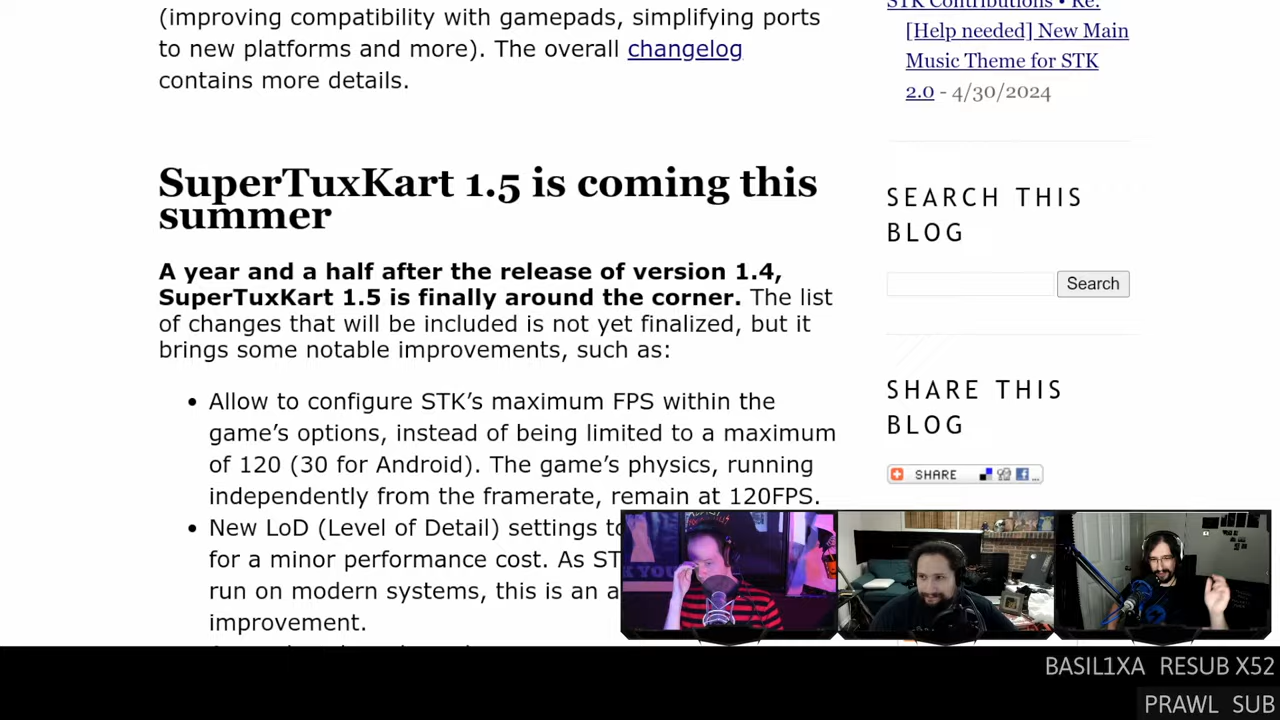 (improving compatibility with gamepads, simplifying ports
to new platforms and more). The overall changelog
contains more details.
SuperTuxKart 1.5 is coming this
summer
A year and a half after the release of version 1.4,
SuperTuxKart 1.5 is finally around the corner. The list
of changes that will be included is not yet finalized, but it
brings some notable improvements, such as:
• Allow to configure STK’s maximum FPS within the
game’s options, instead of being limited to a maximum
of 120 (30 for Android). The game’s physics, running
independently from the framerate, remain at 120FPS.
• New LoD (Level of Detail) settings to
for a minor performance cost. As ST
run on modern systems, this is an a
improvement.
STK Contributions • Re:
[Help needed] New Main
Music Theme for STK
2.0 - 4/30/2024
SEARCH THIS
BLOG
Search
SHARE THIS
BLOG
SHARE
BASIL1XA RESUB X52
PRAWL SUB